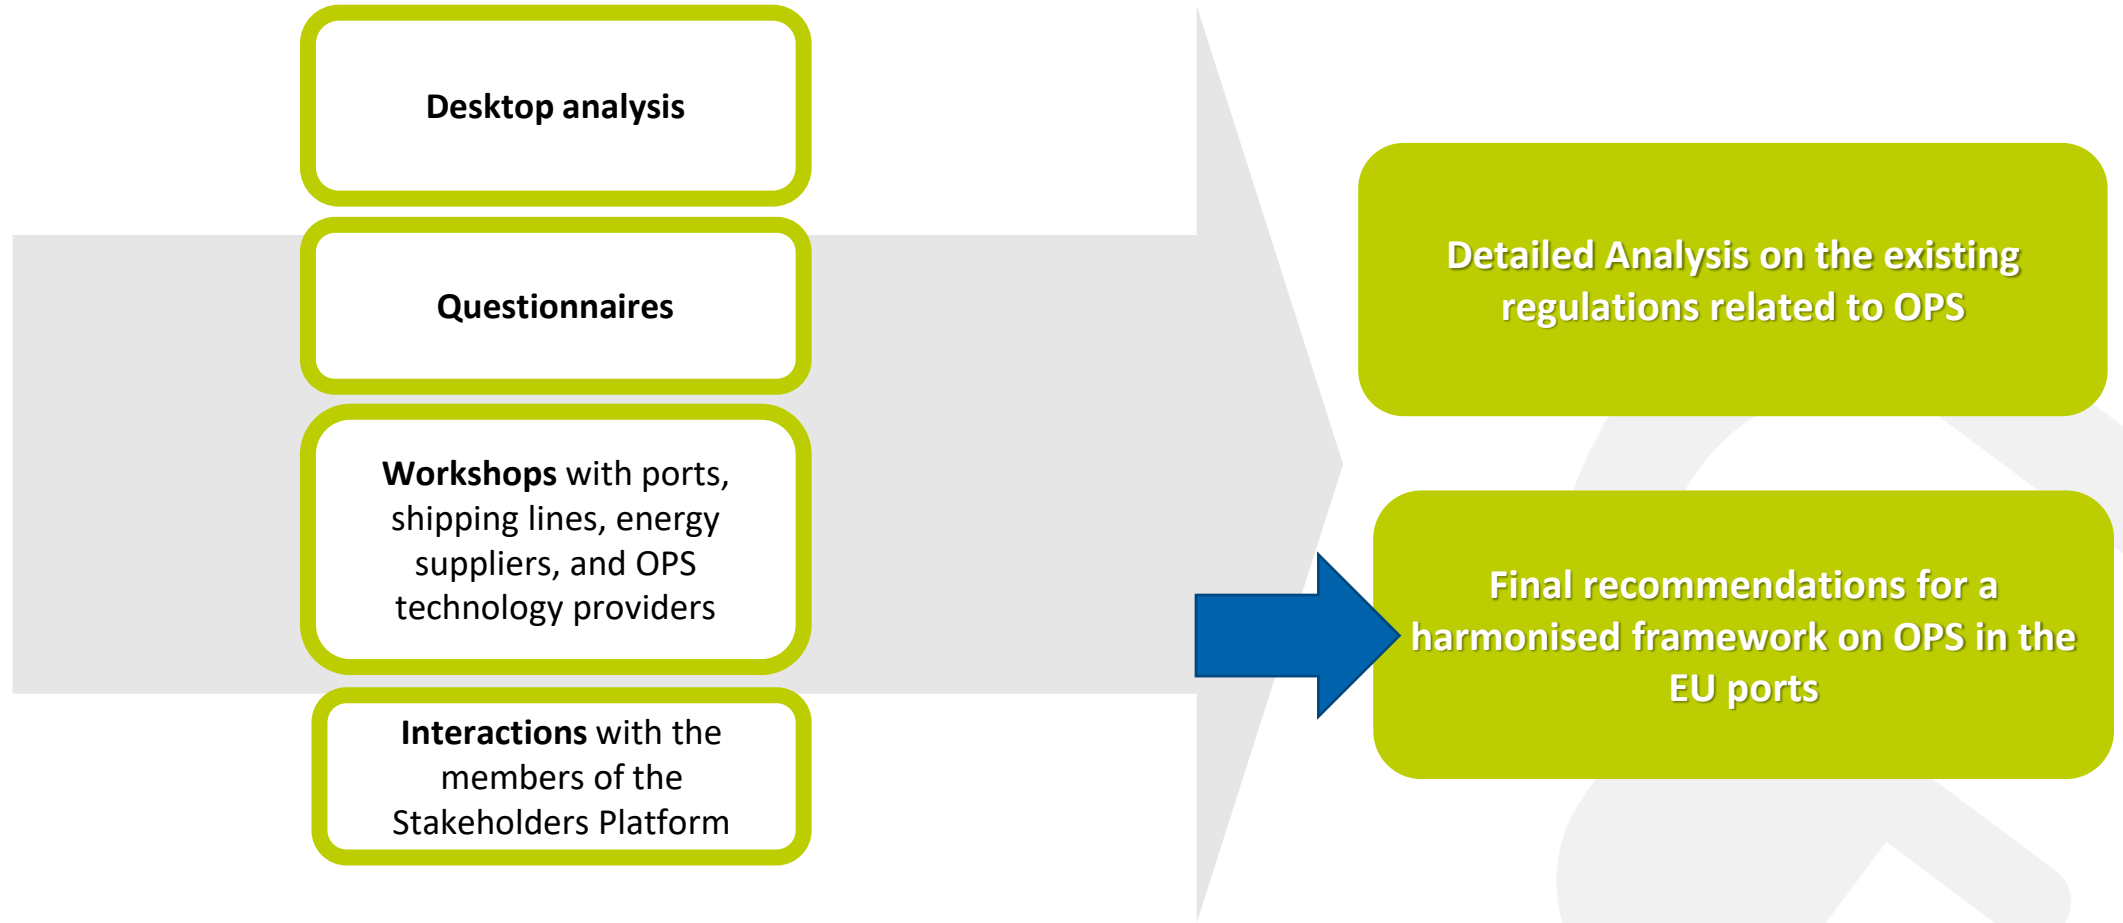 Desktop analysis
Questionnaires
Workshops with ports,
shipping lines, energy
suppliers, and OPS
technology providers
Interactions with the
members of the
Stakeholders Platform
Detailed Analysis on the existing
regulations related to OPS
Final recommendations for a
harmonised framework on OPS in the
EU ports